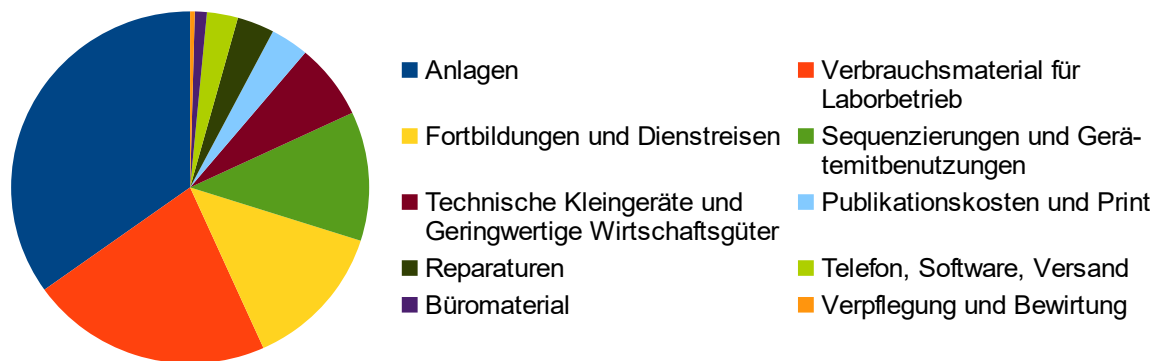 Anlagen
Verbrauchsmaterial für
Laborbetrieb
Fortbildungen und Dienstreisen
Sequenzierungen und Gerä-
temitbenutzungen
Technische Kleingeräte und
Geringwertige Wirtschaftsgüter
Publikationskosten und Print
Reparaturen
Telefon, Software, Versand
Büromaterial
Verpflegung und Bewirtung